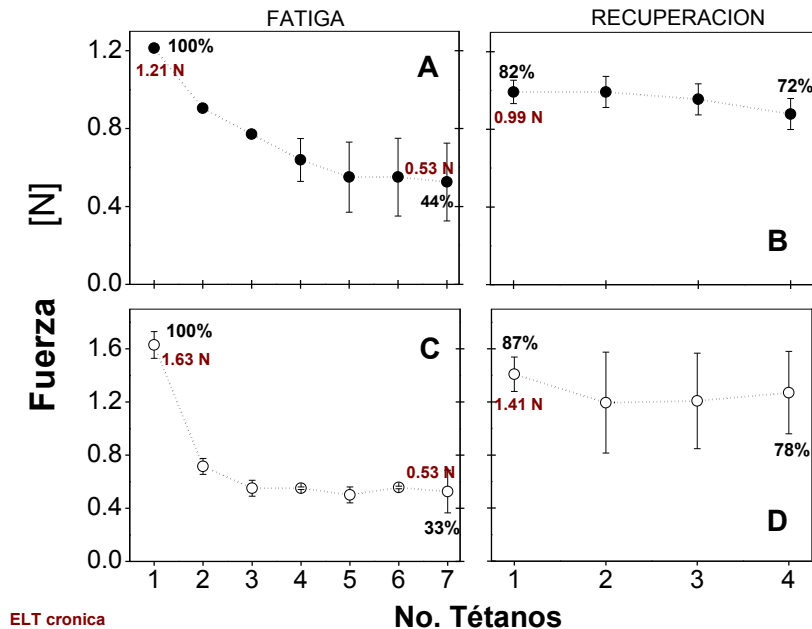 FATIGA
RECUPERACION
Fuerza [N]
1.2
0.8
0.4
0.0
100%
1.21 N
A
0.53 N
44%
82%
0.99 N
72%
B
1.6
1.2
0.8
0.4
0.0
100%
1.63 N
C
0.53 N
33%
87%
1.41 N
78%
D
1 2 3 4 5 6 7
1 2 3 4
No. Tétanos
ELT cronica